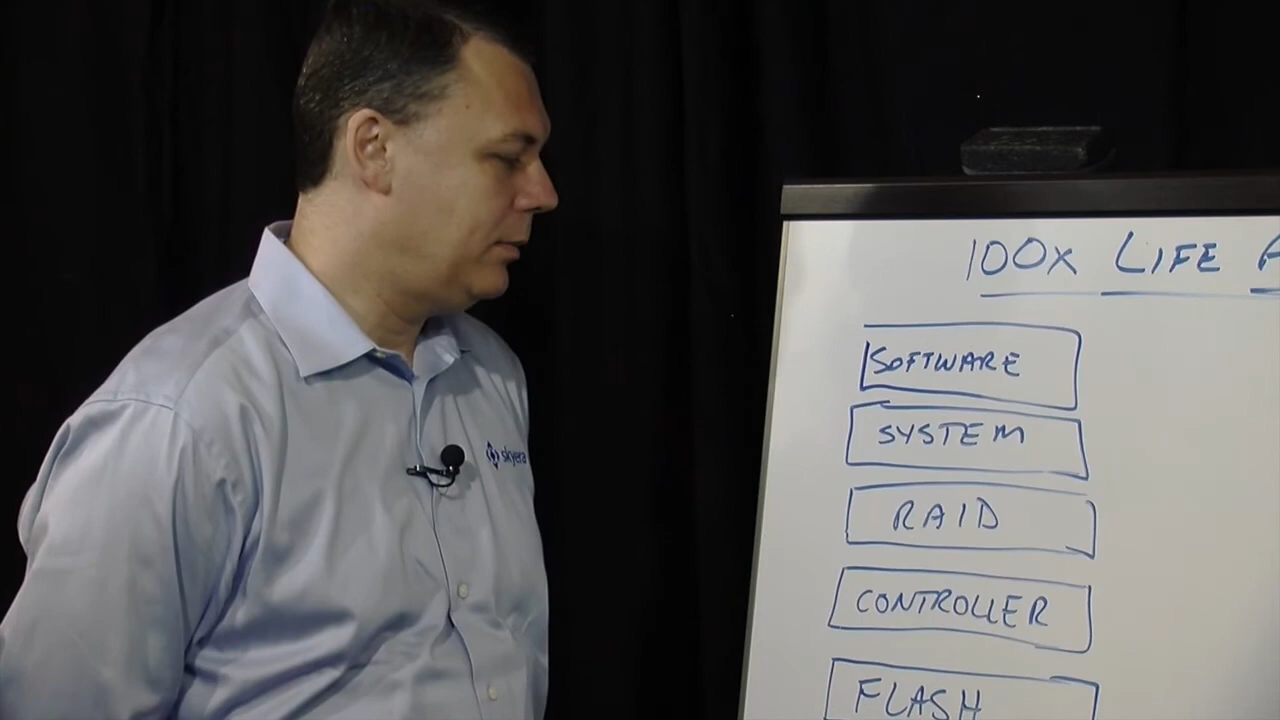 100x LIFE
SOFTWARE
SYSTEM
RAID
CONTROLLER
FLASH
skyera